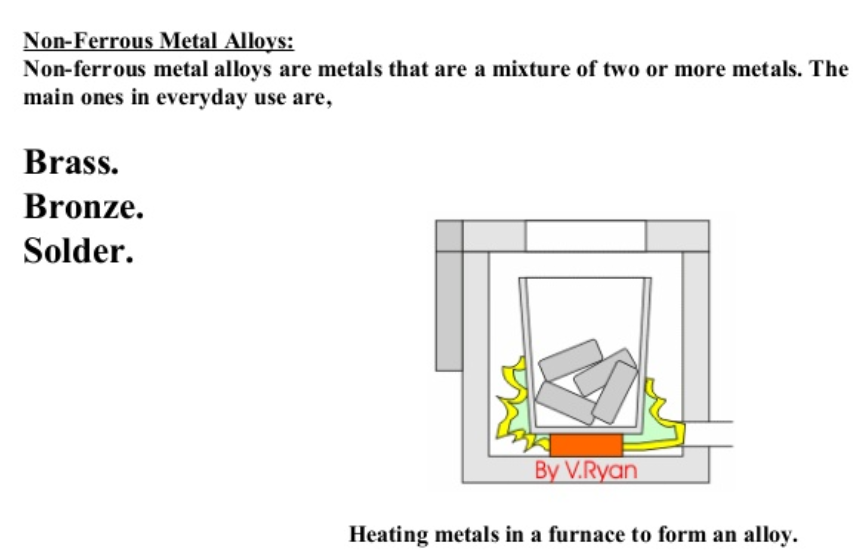 Non-Ferrous Metal Alloys:
Non-ferrous metal alloys are metals that are a mixture of two or more metals. The
main ones in everyday use are,
Brass.
Bronze.
Solder.
By V.Ryan
Heating metals in a furnace to form an alloy.